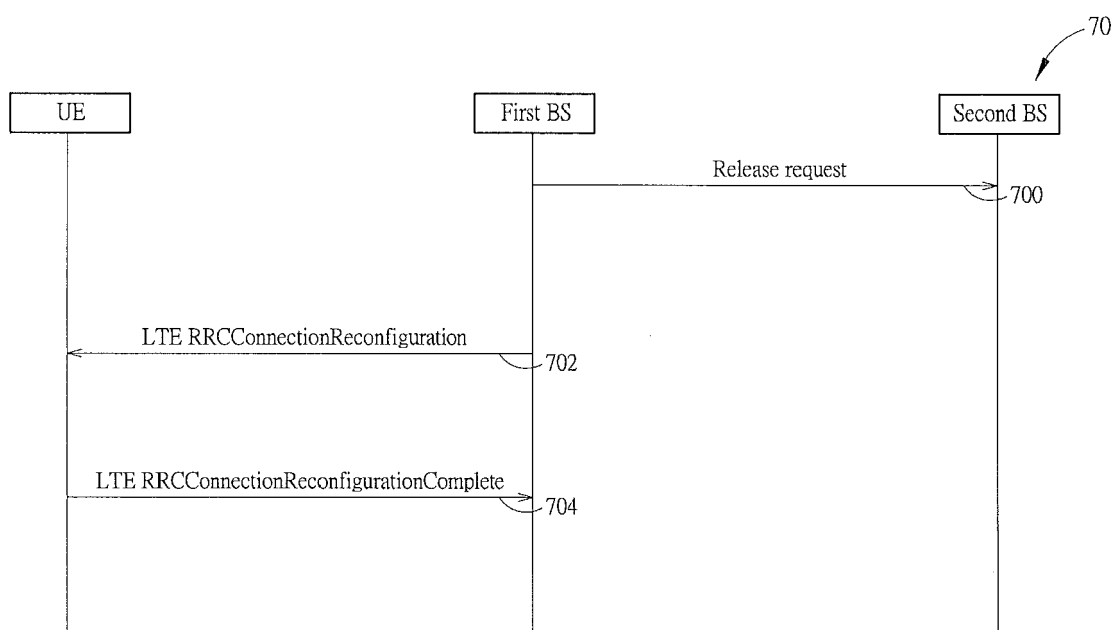 70
UE
First BS
Second BS
Release request
700
LTE RRCConnectionReconfiguration
702
LTE RRCConnectionReconfigurationComplete
704